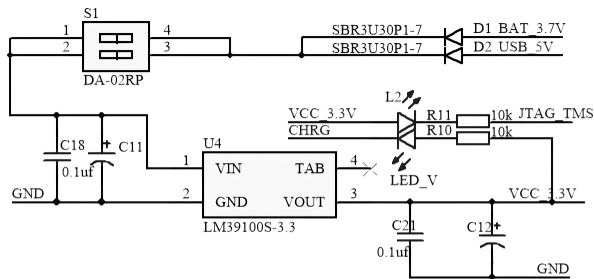 S1
1 4 SBR3U30P1-7 D1 BAT_3.7V
2 3 SBR3U30P1-7 D2 USB_5V
DA-02RP
L2
VCC_3.3V R11 10k JTAG_TMS
CHRG R10 10k
C18 C11 U4
0.1uf 1 VIN TAB 4
LED_V
GND 2 GND VOUT 3 VCC_3.3V
LM39100S-3.3
C21 C12
0.1uf
GND